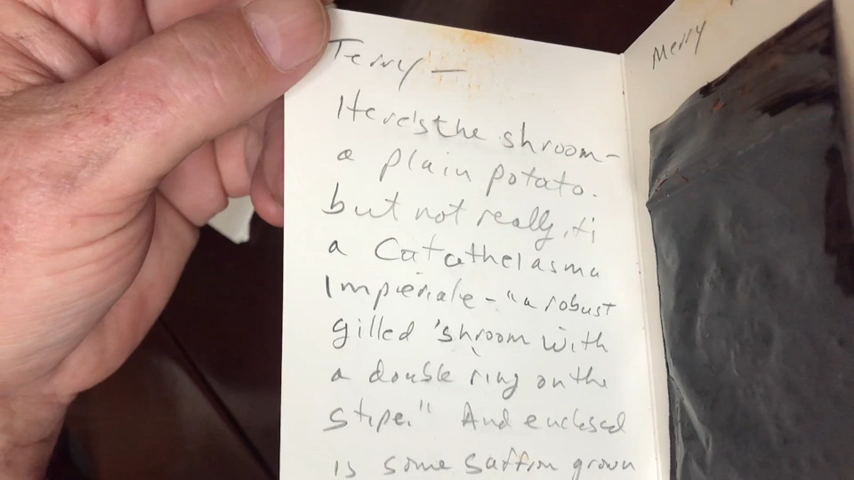 Terry —
Here's the shroom –
a plain potato.
but not really, it's
a Catathelasma
Imperiale – "a robust
gilled 'shroom with
a double ring on the
stipe." And enclosed
is some saffron grown
Merry